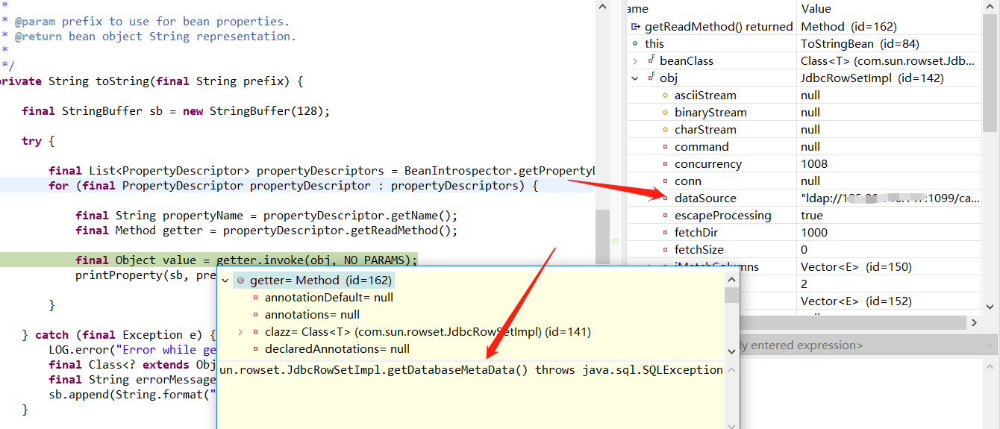 *
* @param prefix to use for bean properties.
* @return bean object String representation.
*
*/
private String toString(final String prefix) {
final StringBuffer sb = new StringBuffer(128);
try {
final List<PropertyDescriptor> propertyDescriptors = BeanIntrospector.getPropertyD
for (final PropertyDescriptor propertyDescriptor : propertyDescriptors) {
final String propertyName = propertyDescriptor.getName();
final Method getter = propertyDescriptor.getReadMethod();
final Object value = getter.invoke(obj, NO_PARAMS);
printProperty(sb, pre
}
} catch (final Exception e) {
LOG.error("Error while ge
final Class<? extends Obj
final String errorMessage
sb.append(String.format("
}
getter= Method (id=162)
annotationDefault= null
annotations= null
clazz= Class<T> (com.sun.rowset.JdbcRowSetImpl) (id=141)
declaredAnnotations= null
un.rowset.JdbcRowSetImpl.getDatabaseMetaData() throws java.sql.SQLException
ame Value
getReadMethod() returned Method (id=162)
this ToStringBean (id=84)
beanClass Class<T> (com.sun.rowset.Jdb...
obj JdbcRowSetImpl (id=142)
asciiStream null
binaryStream null
charStream null
command null
concurrency 1008
conn null
dataSource "ldap:// :1099/ca...
escapeProcessing true
fetchDir 1000
fetchSize 0
iMatchColumns Vector<E> (id=150)
2
Vector<E> (id=152)
ly entered expression>